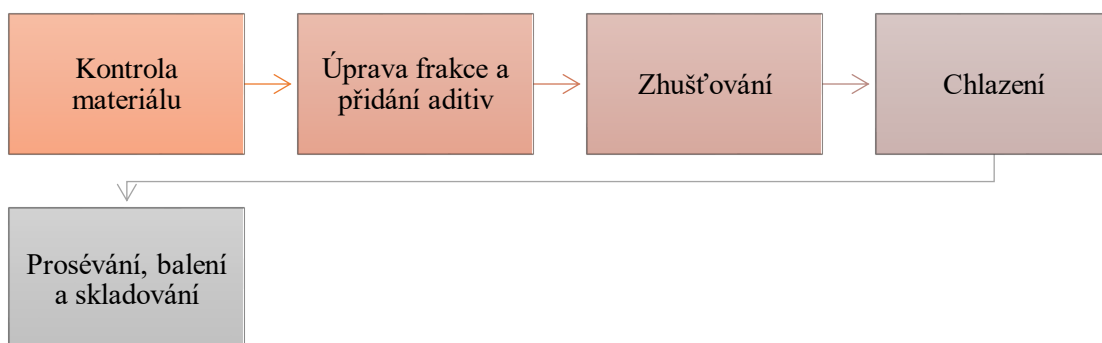 Kontrola
materiálu
Úprava frakce a
přidání aditiv
Zhušťování
Chlazení
Prosévání, balení
a skladování